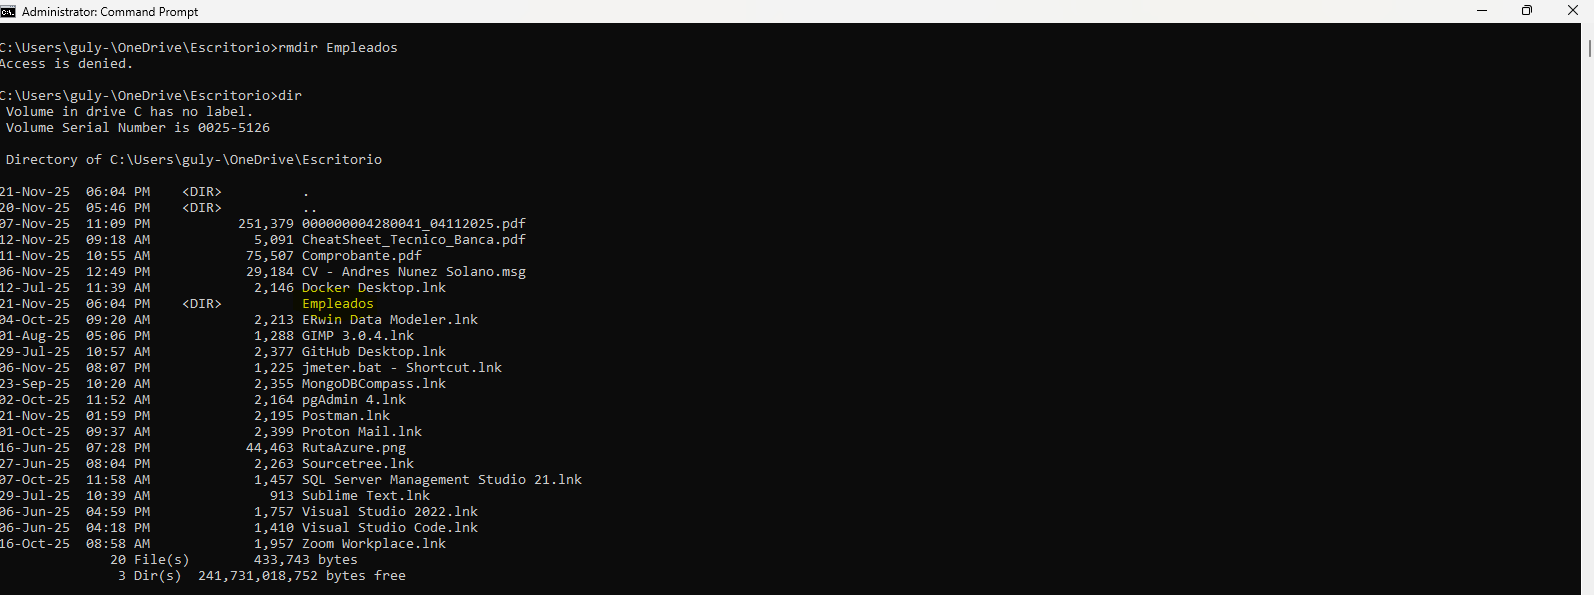 Administrator: Command Prompt
C:\Users\guly-\OneDrive\Escritorio>rmdir Empleados
Access is denied.
C:\Users\guly-\OneDrive\Escritorio>dir
Volume in drive C has no label.
Volume Serial Number is 0025-5126
Directory of C:\Users\guly-\OneDrive\Escritorio
21-Nov-25  06:04 PM    <DIR>          .
20-Nov-25  05:46 PM    <DIR>          ..
07-Nov-25  11:09 PM           251,379 000000004280041_04112025.pdf
12-Nov-25  09:18 AM             5,091 CheatSheet_Tecnico_Banca.pdf
11-Nov-25  10:55 AM            75,507 Comprobante.pdf
06-Nov-25  12:49 PM            29,184 CV - Andres Nunez Solano.msg
12-Jul-25  11:39 AM             2,146 Docker Desktop.lnk
21-Nov-25  06:04 PM    <DIR>          Empleados
04-Oct-25  09:20 AM             2,213 ERwin Data Modeler.lnk
01-Aug-25  05:06 PM             1,288 GIMP 3.0.4.lnk
29-Jul-25  10:57 AM             2,377 GitHub Desktop.lnk
06-Nov-25  08:07 PM             1,225 jmeter.bat - Shortcut.lnk
23-Sep-25  10:20 AM             2,355 MongoDBCompass.lnk
02-Oct-25  11:52 AM             2,164 pgAdmin 4.lnk
21-Nov-25  01:59 PM             2,195 Postman.lnk
01-Oct-25  09:37 AM             2,399 Proton Mail.lnk
16-Jun-25  07:28 PM            44,463 RutaAzure.png
27-Jun-25  08:04 PM             2,263 Sourcetree.lnk
07-Oct-25  11:58 AM             1,457 SQL Server Management Studio 21.lnk
29-Jul-25  10:39 AM               913 Sublime Text.lnk
06-Jun-25  04:59 PM             1,757 Visual Studio 2022.lnk
06-Jun-25  04:18 PM             1,410 Visual Studio Code.lnk
16-Oct-25  08:58 AM             1,957 Zoom Workplace.lnk
20 File(s)        433,743 bytes
3 Dir(s)  241,731,018,752 bytes free